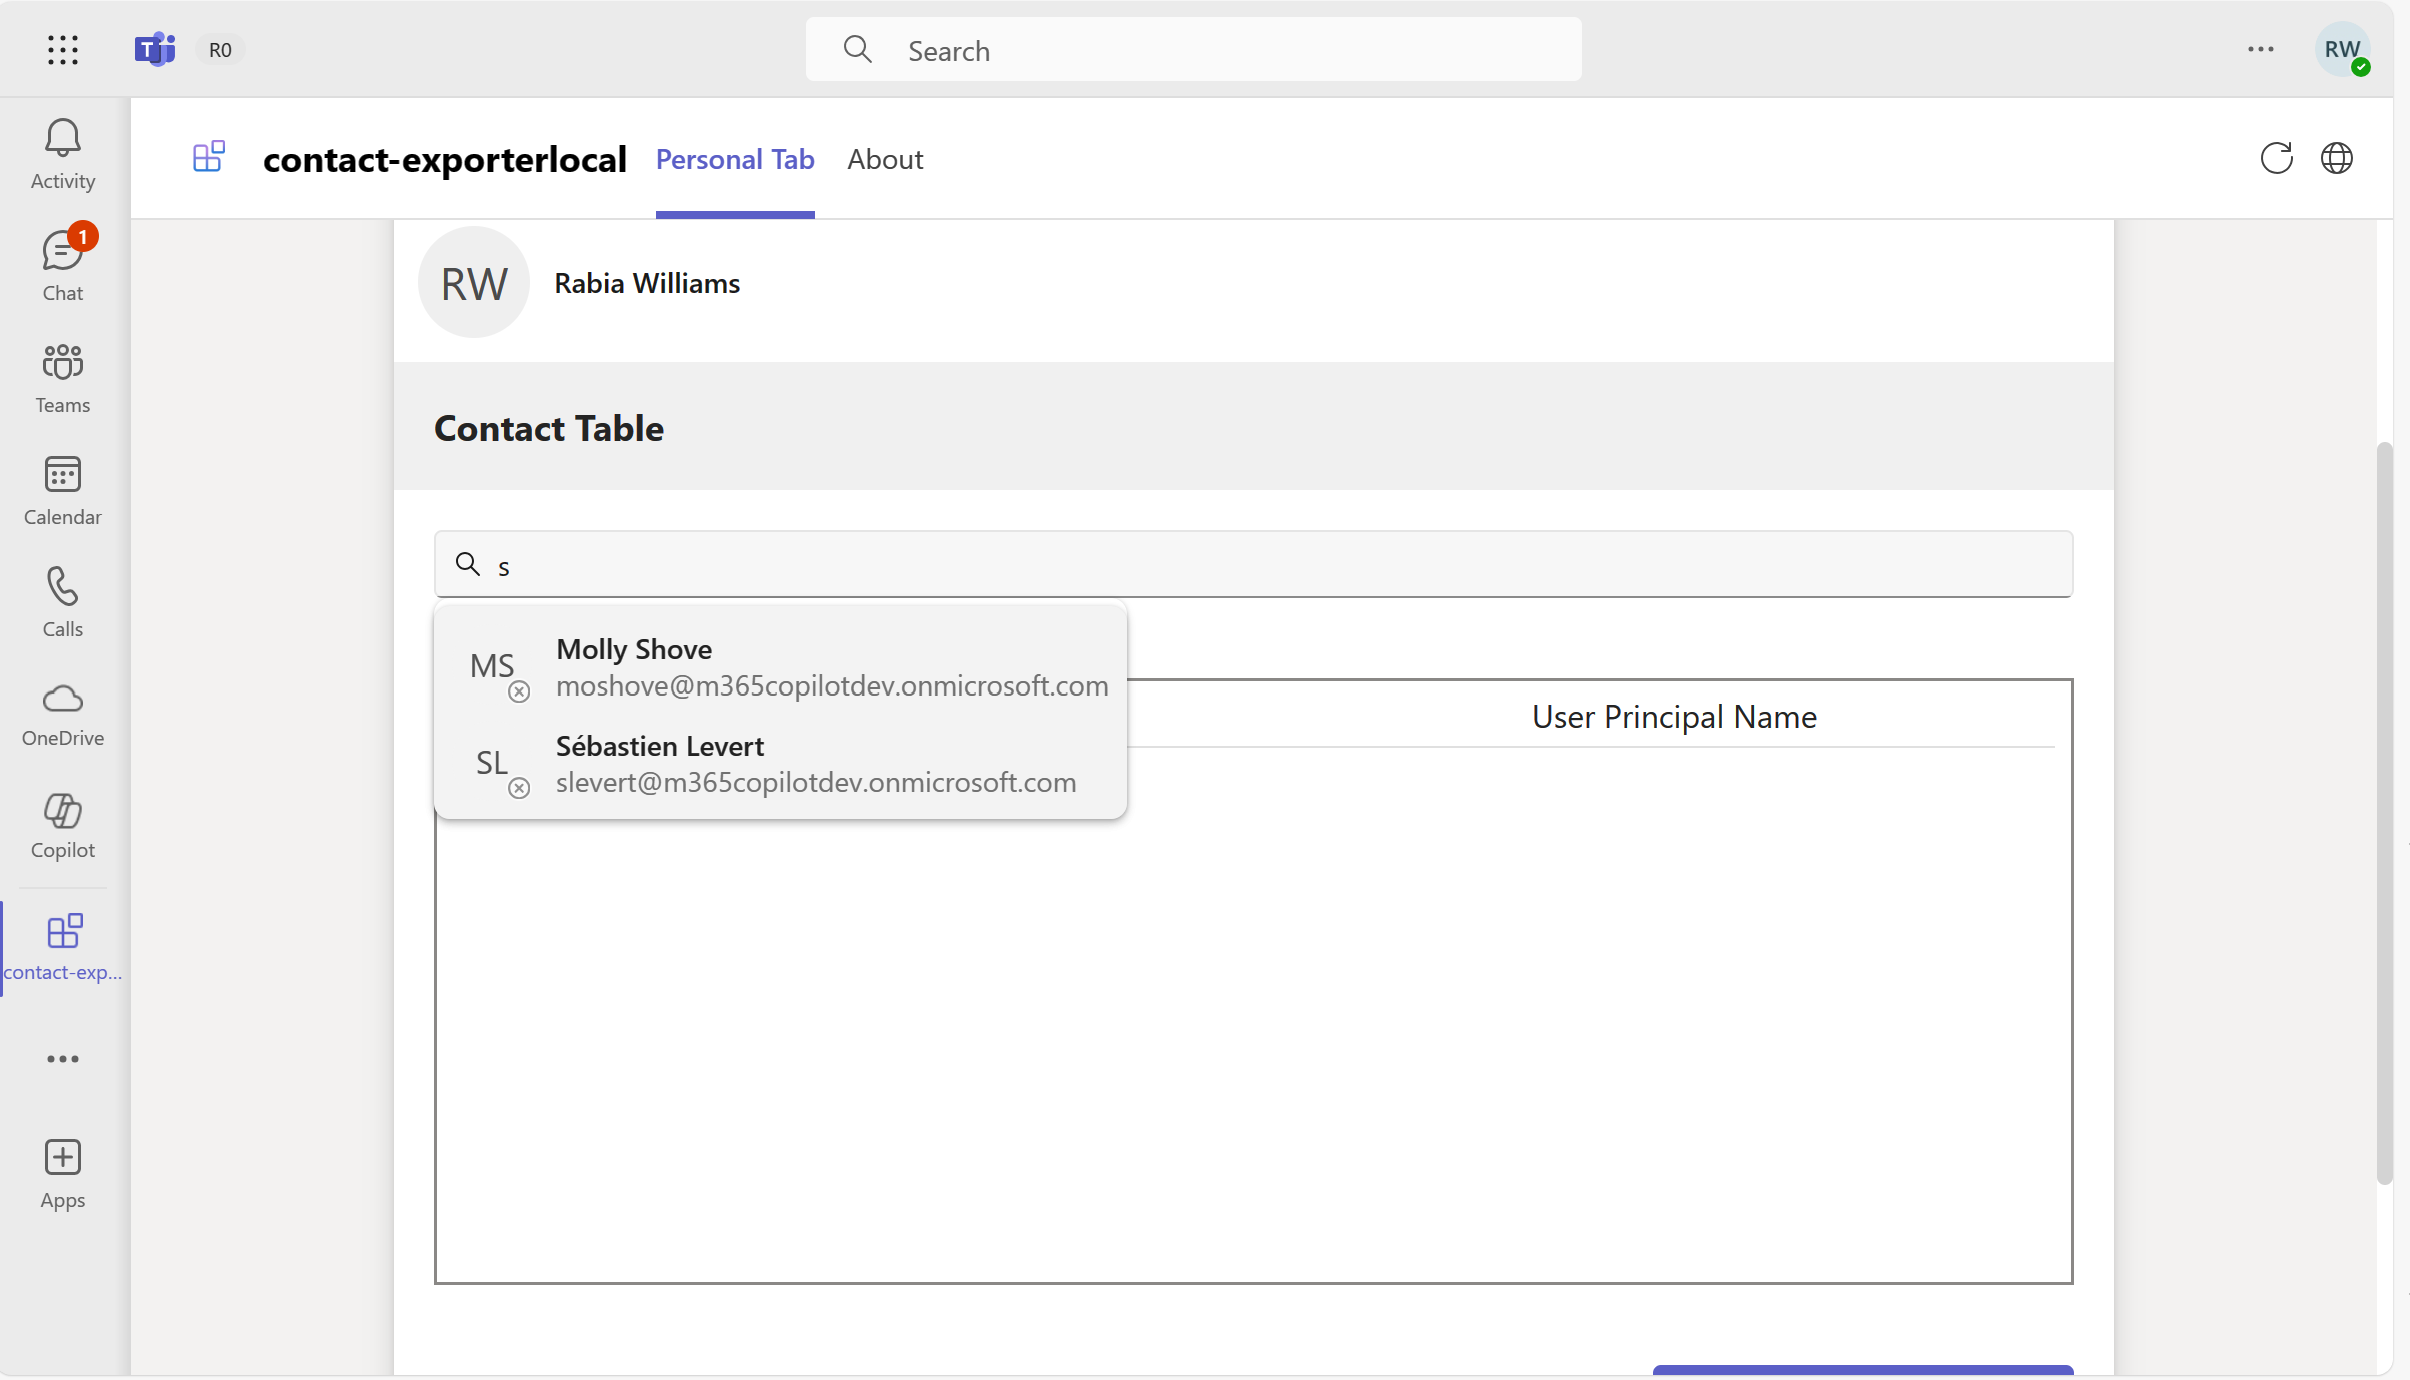 R0
Search
RW
contact-exporterlocal
Personal Tab
About
Activity
1
Chat
Teams
Calendar
Calls
OneDrive
Copilot
contact-exp...
Apps
RW
Rabia Williams
Contact Table
s
MS
Molly Shove
moshove@m365copilotdev.onmicrosoft.com
SL
Sébastien Levert
slevert@m365copilotdev.onmicrosoft.com
User Principal Name